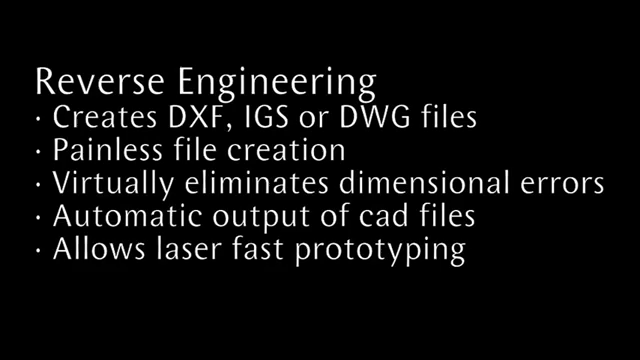 Reverse Engineering
· Creates DXF, IGS or DWG files
· Painless file creation
· Virtually eliminates dimensional errors
· Automatic output of cad files
· Allows laser fast prototyping